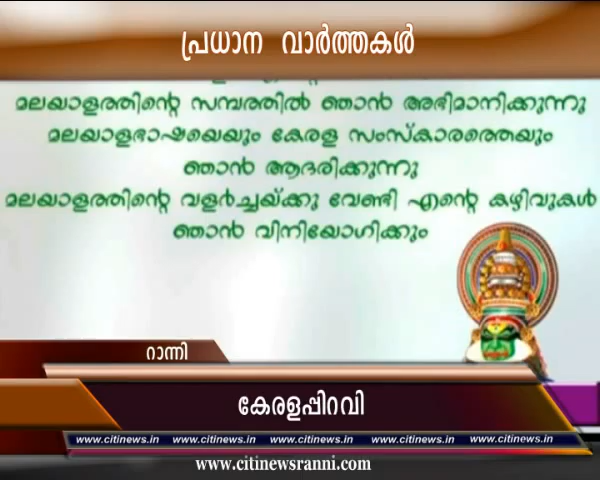 പ്രധാന വാർത്തകൾ
മലയാളത്തിന്റെ സമ്പത്തിൽ ഞാൻ അഭിമാനിക്കുന്നു
മലയാളഭാഷയെയും കേരള സംസ്കാരത്തെയും
ഞാൻ ആദരിക്കുന്നു
മലയാളത്തിന്റെ വളർച്ചയ്ക്കു വേണ്ടി എന്റെ കഴിവുകൾ
ഞാൻ വിനിയോഗിക്കും
റാന്നി
കേരളപ്പിറവി
www.citinews.in www.citinews.in www.citinews.in www.citinews.in www.citinews.in
www.citinewsranni.com